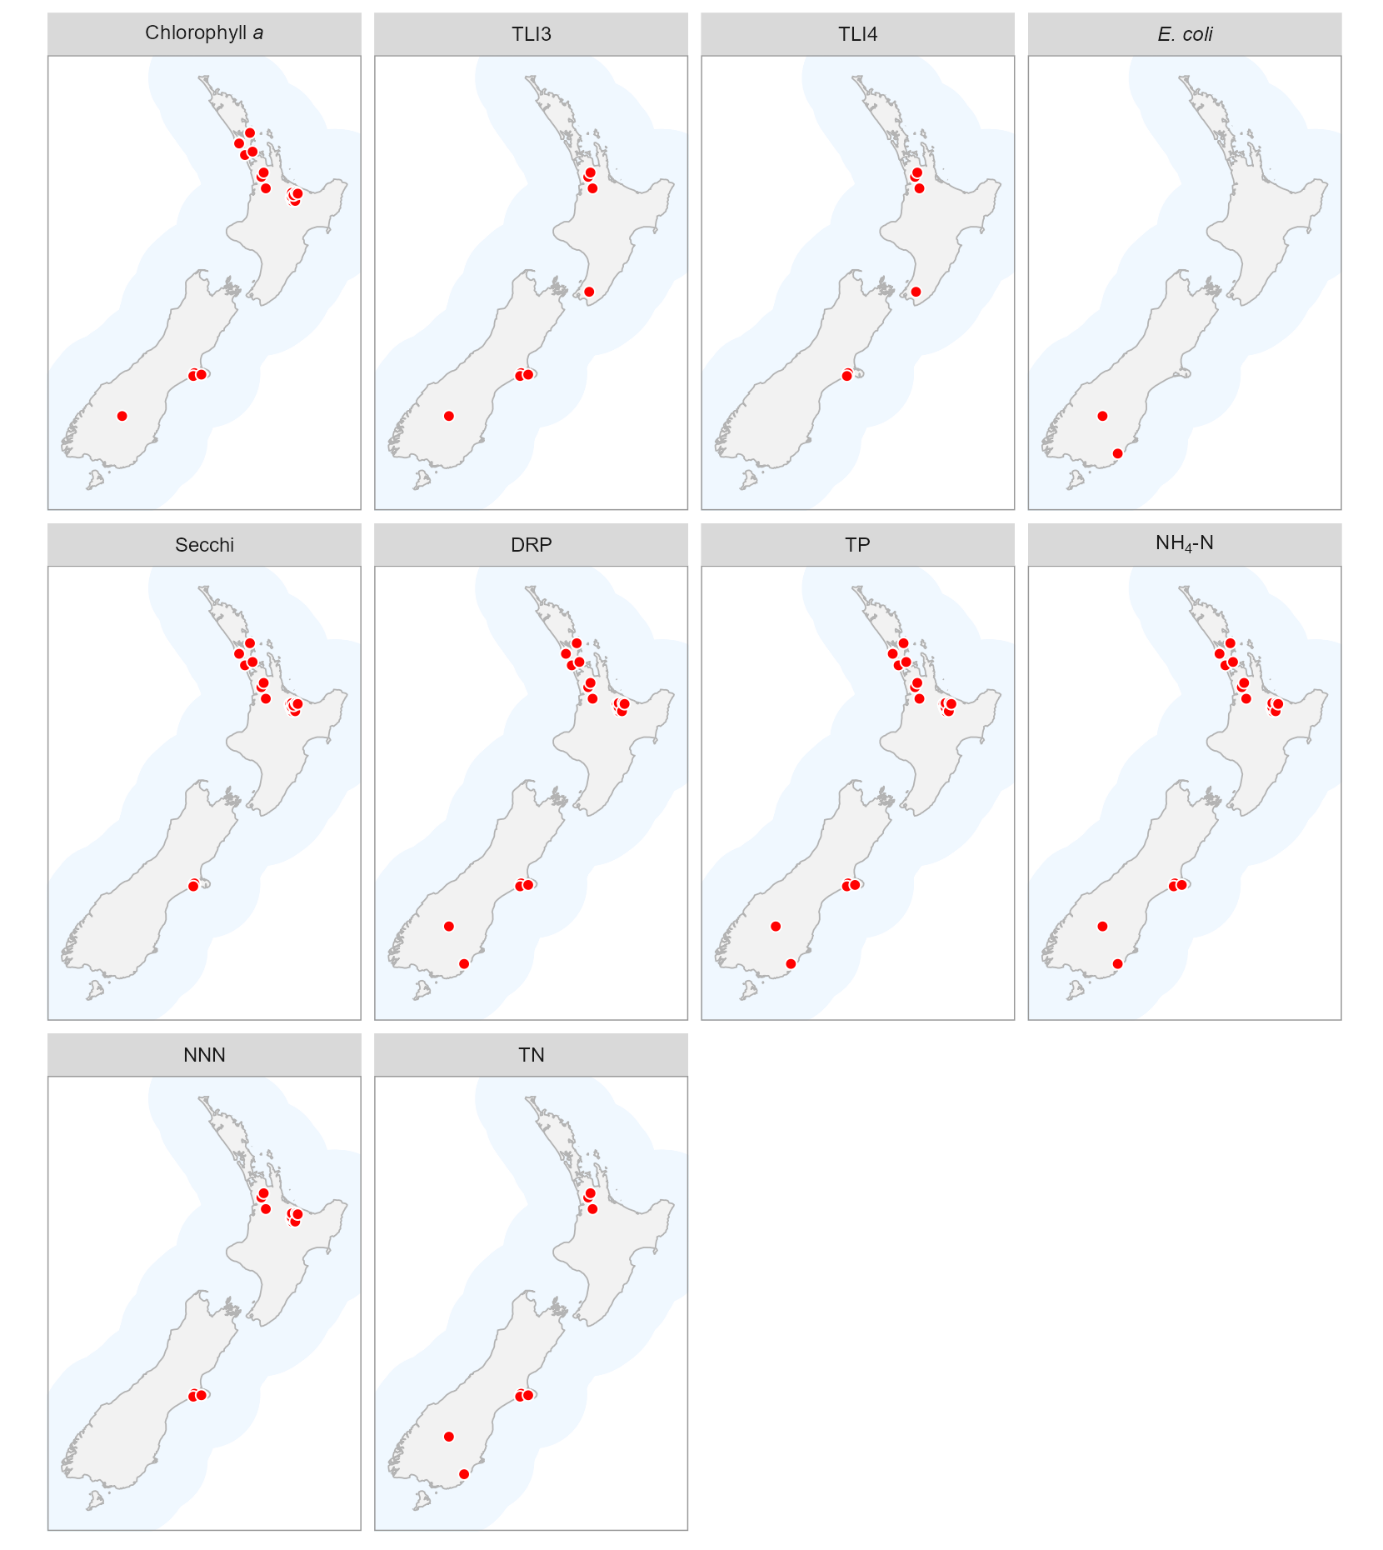 Chlorophyll a
TLI3
TLI4
E. coli
Secchi
DRP
TP
NH₄-N
NNN
TN